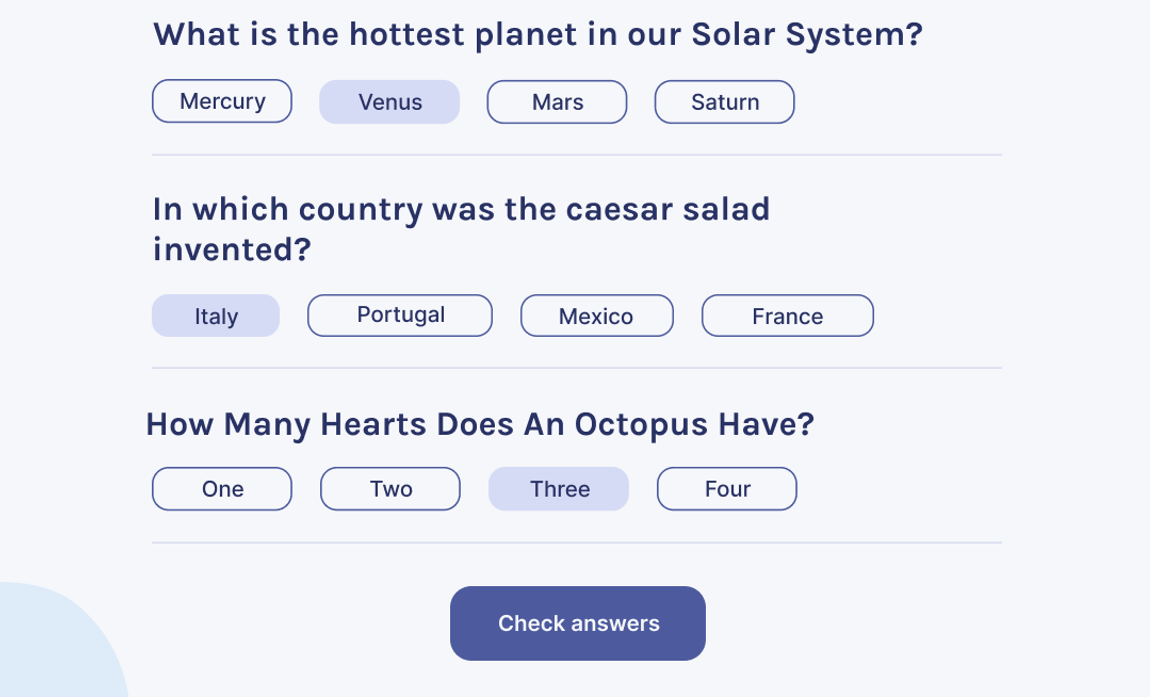 What is the hottest planet in our Solar System?
Mercury Venus Mars Saturn
In which country was the caesar salad
invented?
Italy Portugal Mexico France
How Many Hearts Does An Octopus Have?
One Two Three Four
Check answers